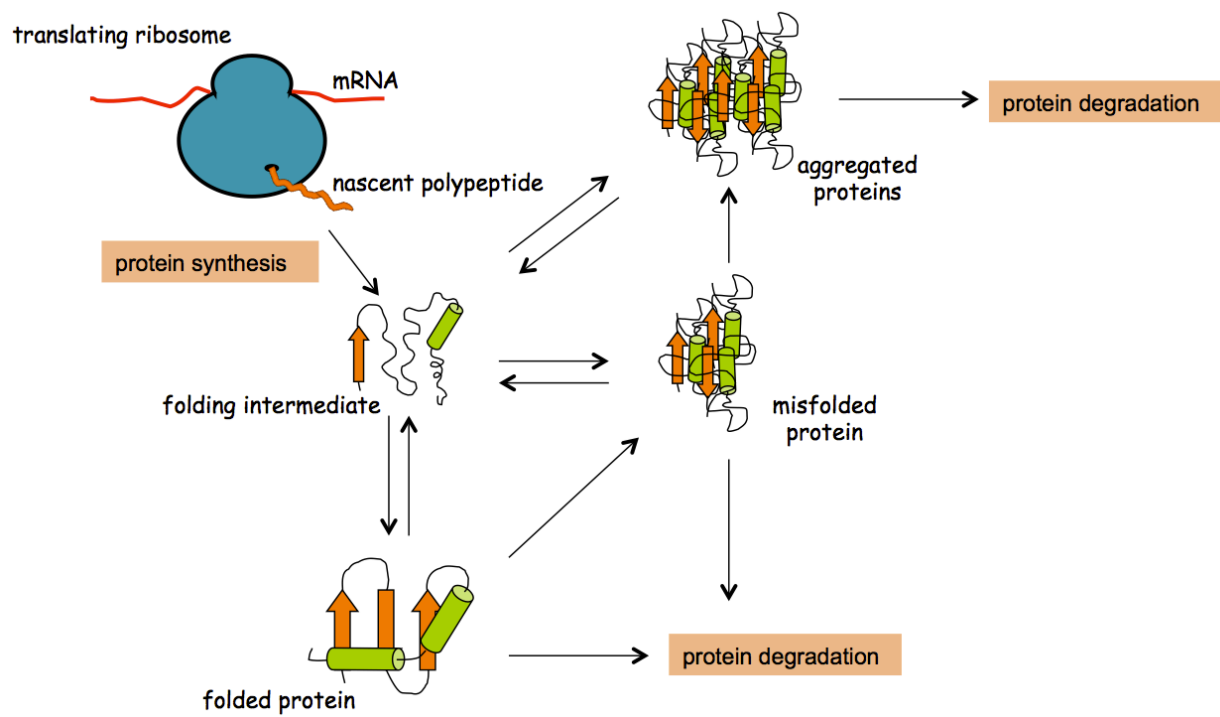 translating ribosome
mRNA
nascent polypeptide
protein synthesis
folding intermediate
folded protein
aggregated
proteins
protein degradation
misfolded
protein
protein degradation